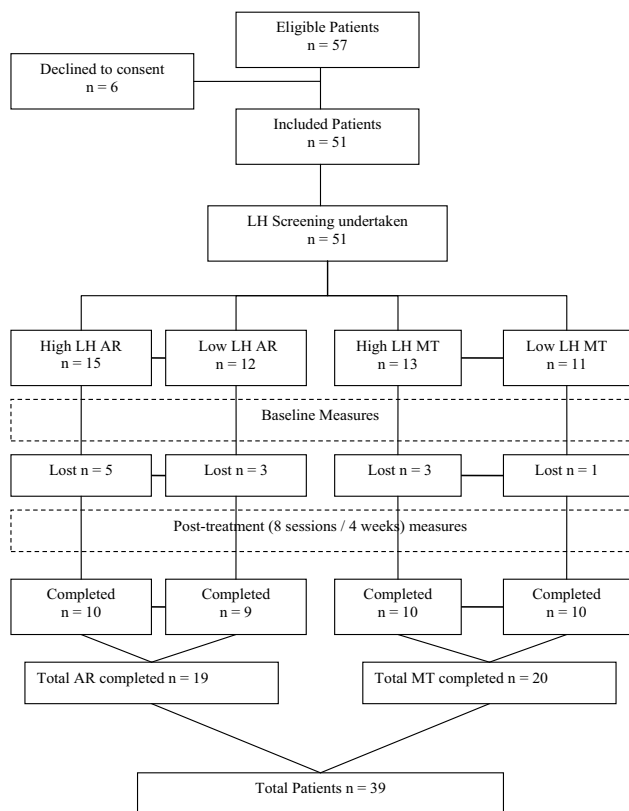 Eligible Patients
n = 57
Declined to consent
n = 6
Included Patients
n = 51
LH Screening undertaken
n = 51
High LH AR
n = 15
Low LH AR
n = 12
High LH MT
n = 13
Low LH MT
n = 11
Baseline Measures
Lost n = 5
Lost n = 3
Lost n = 3
Lost n = 1
Post-treatment (8 sessions / 4 weeks) measures
Completed
n = 10
Completed
n = 9
Completed
n = 10
Completed
n = 10
Total AR completed n = 19
Total MT completed n = 20
Total Patients n = 39